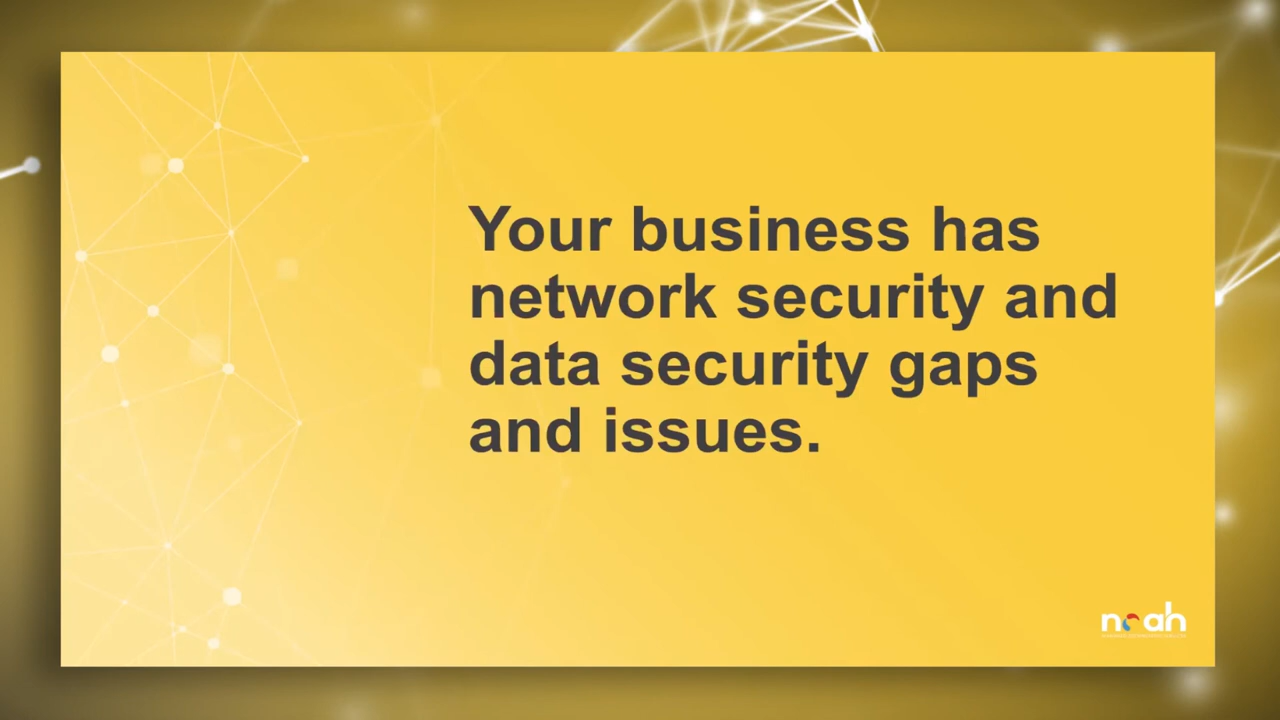 Your business has
network security and
data security gaps
and issues.
noah